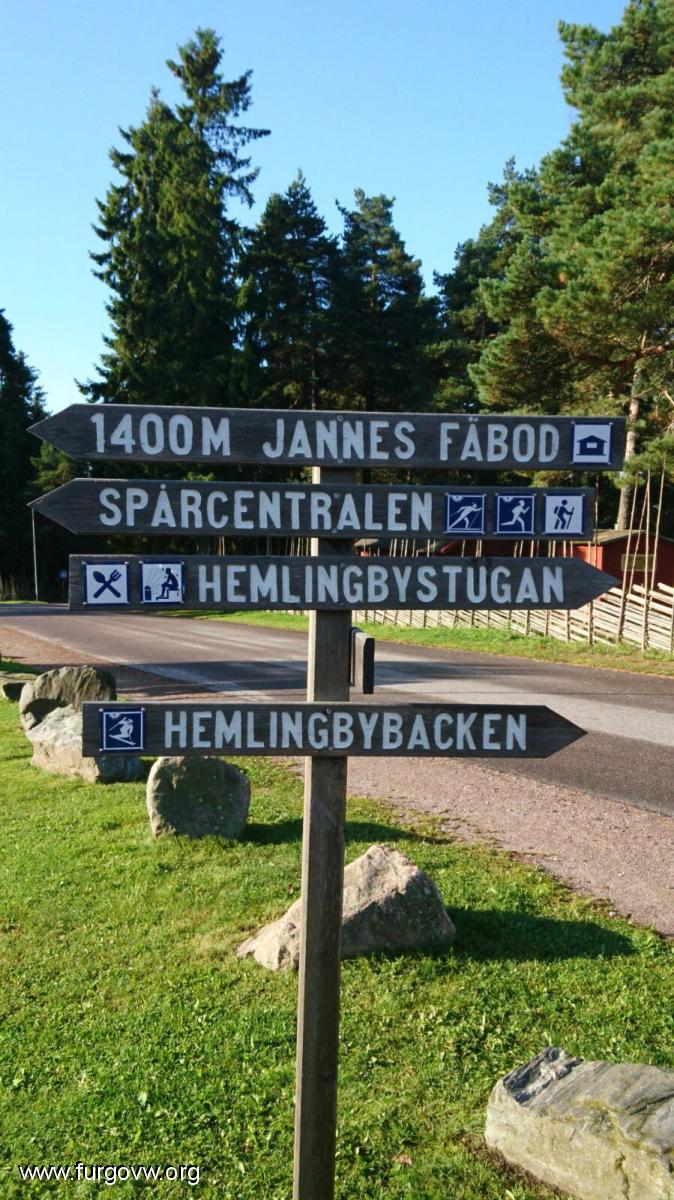 1400M JANNES FÄBOD
SPÅRCENTRALEN
HEMLINGBYSTUGAN
HEMLINGBYBACKEN
www.furgovw.org